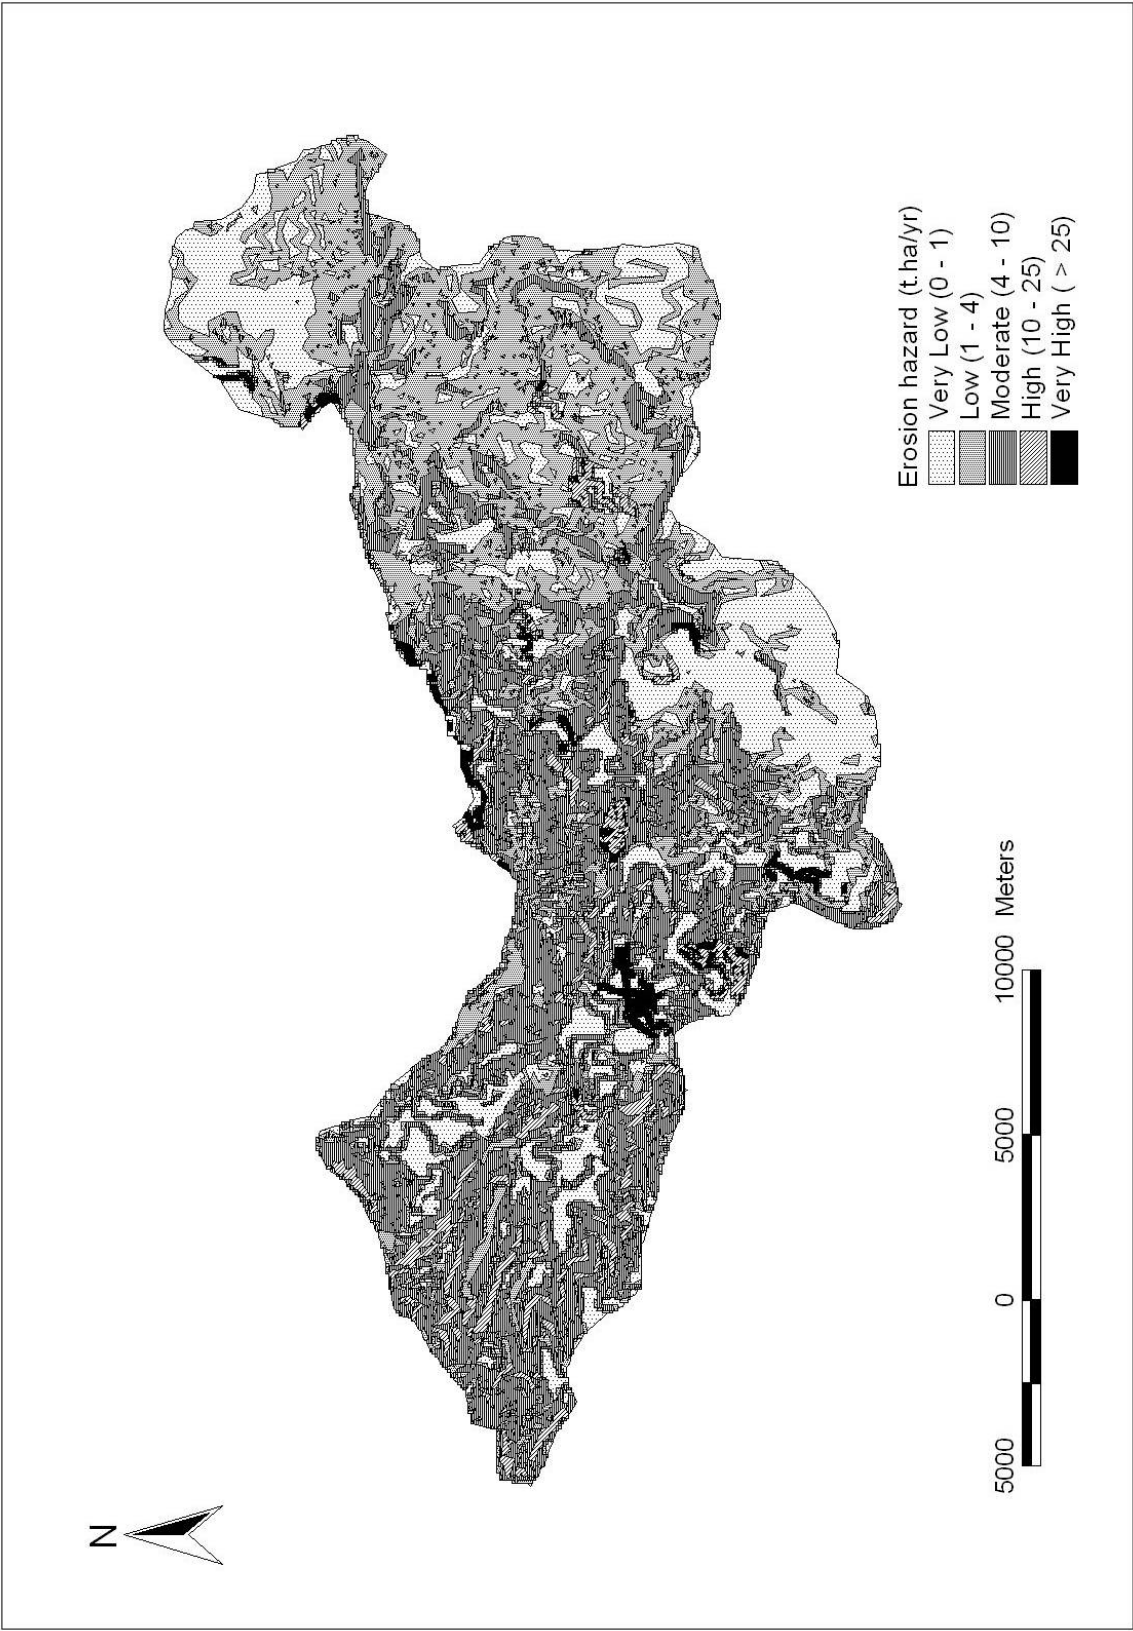 N
Erosion hazard (t.ha/yr)
Very Low (0 - 1)
Low (1 - 4)
Moderate (4 - 10)
High (10 - 25)
Very High ( > 25)
5000 0 5000 10000 Meters